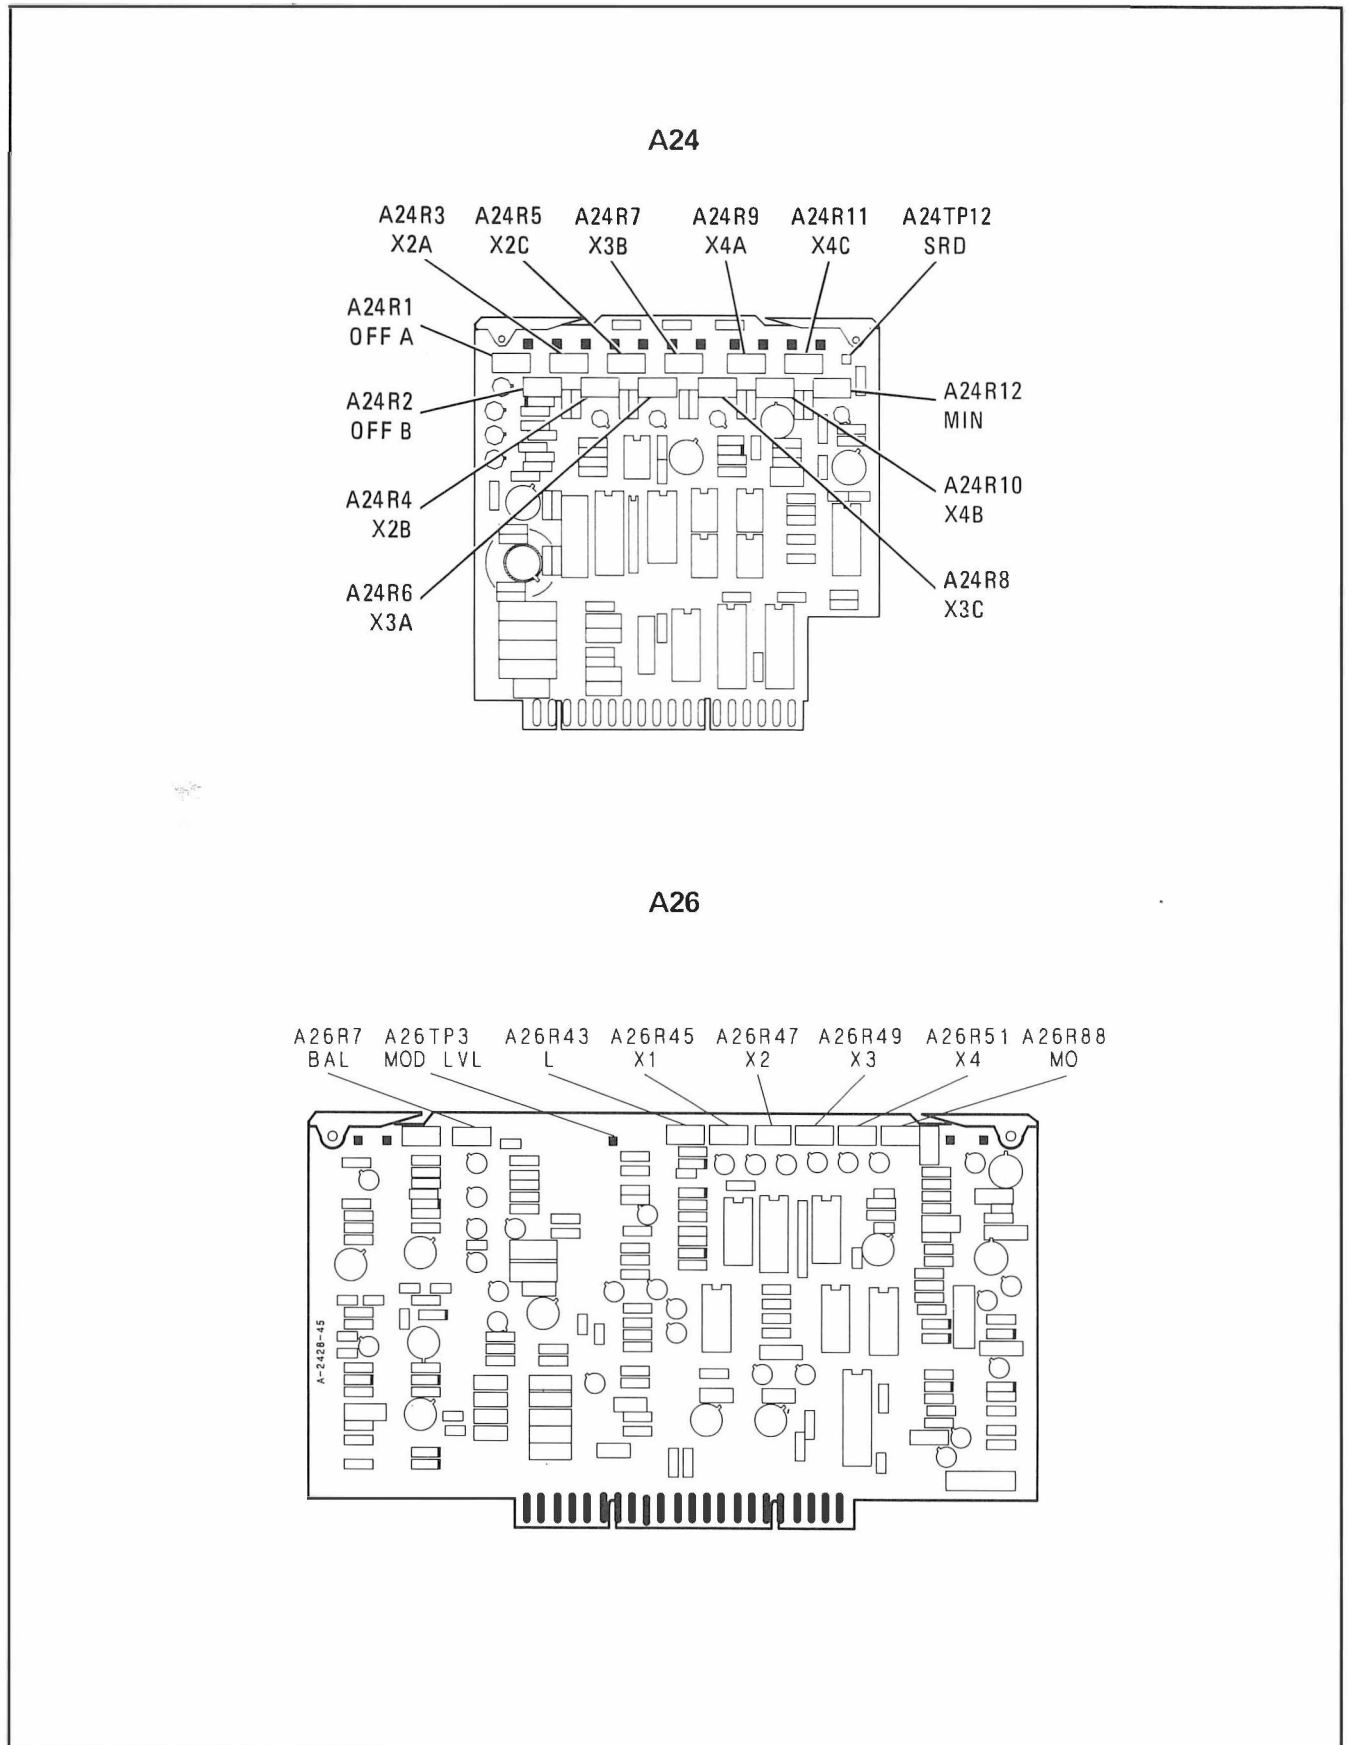 A24
A24R3 A24R5 A24R7 A24R9 A24R11 A24TP12
X2A X2C X3B X4A X4C SRD
A24R1
OFF A
A24R12
MIN
A24R2
OFF B
A24R10
X4B
A24R4
X2B
A24R8
X3C
A24R6
X3A
A26
A26R7 A26TP3 A26R43 A26R45 A26R47 A26R49 A26R51 A26R88
BAL MOD LVL L X1 X2 X3 X4 MO
A-2428-45